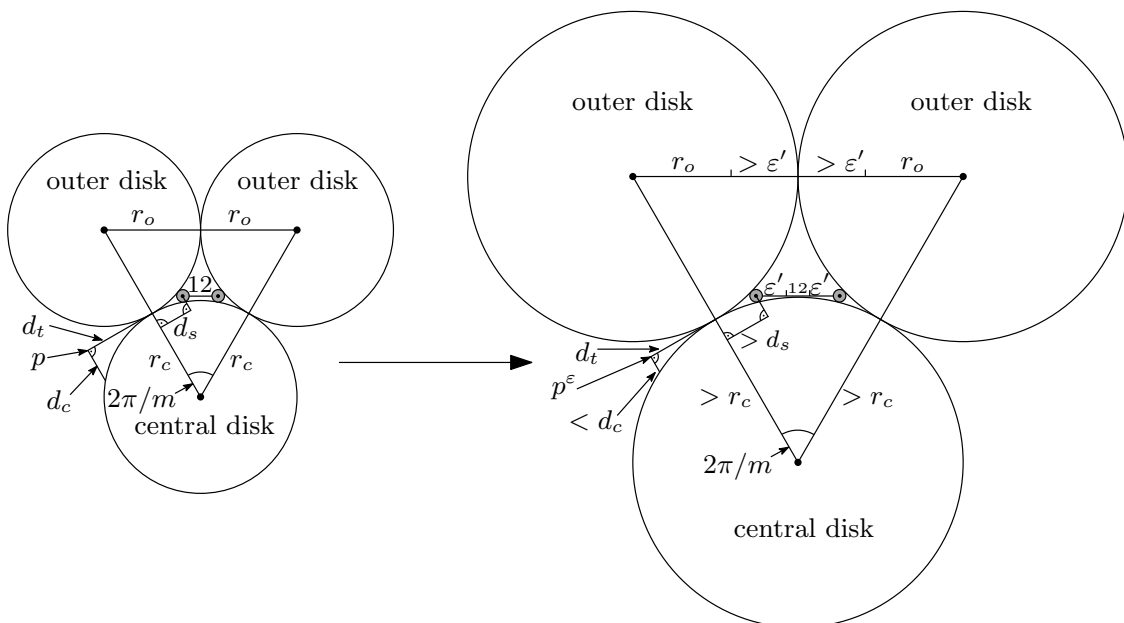 outer disk
outer disk
r_o
r_o
12
d_t
d_s
p
r_c
r_c
d_c
2π/m
central disk
outer disk
outer disk
r_o
> ε′
> ε′
r_o
ε′
12
ε′
d_t
> d_s
p^ε
< d_c
> r_c
> r_c
2π/m
central disk